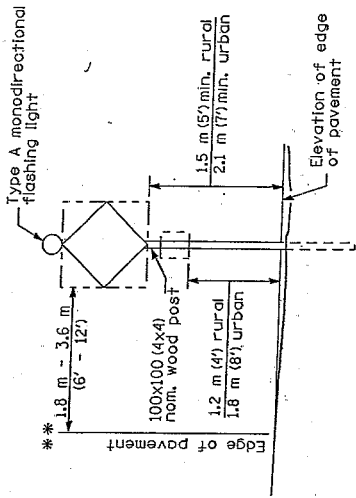 Type A monodirectional
flashing light
**
1.8 m - 3.6 m
(6' - 12')
100x100 (4x4)
nom. wood post
1.5 m (5') min. rural
2.1 m (7') min. urban
1.2 m (4') rural
1.8 m (8') urban
Edge of pavement
Elevation of edge
of pavement